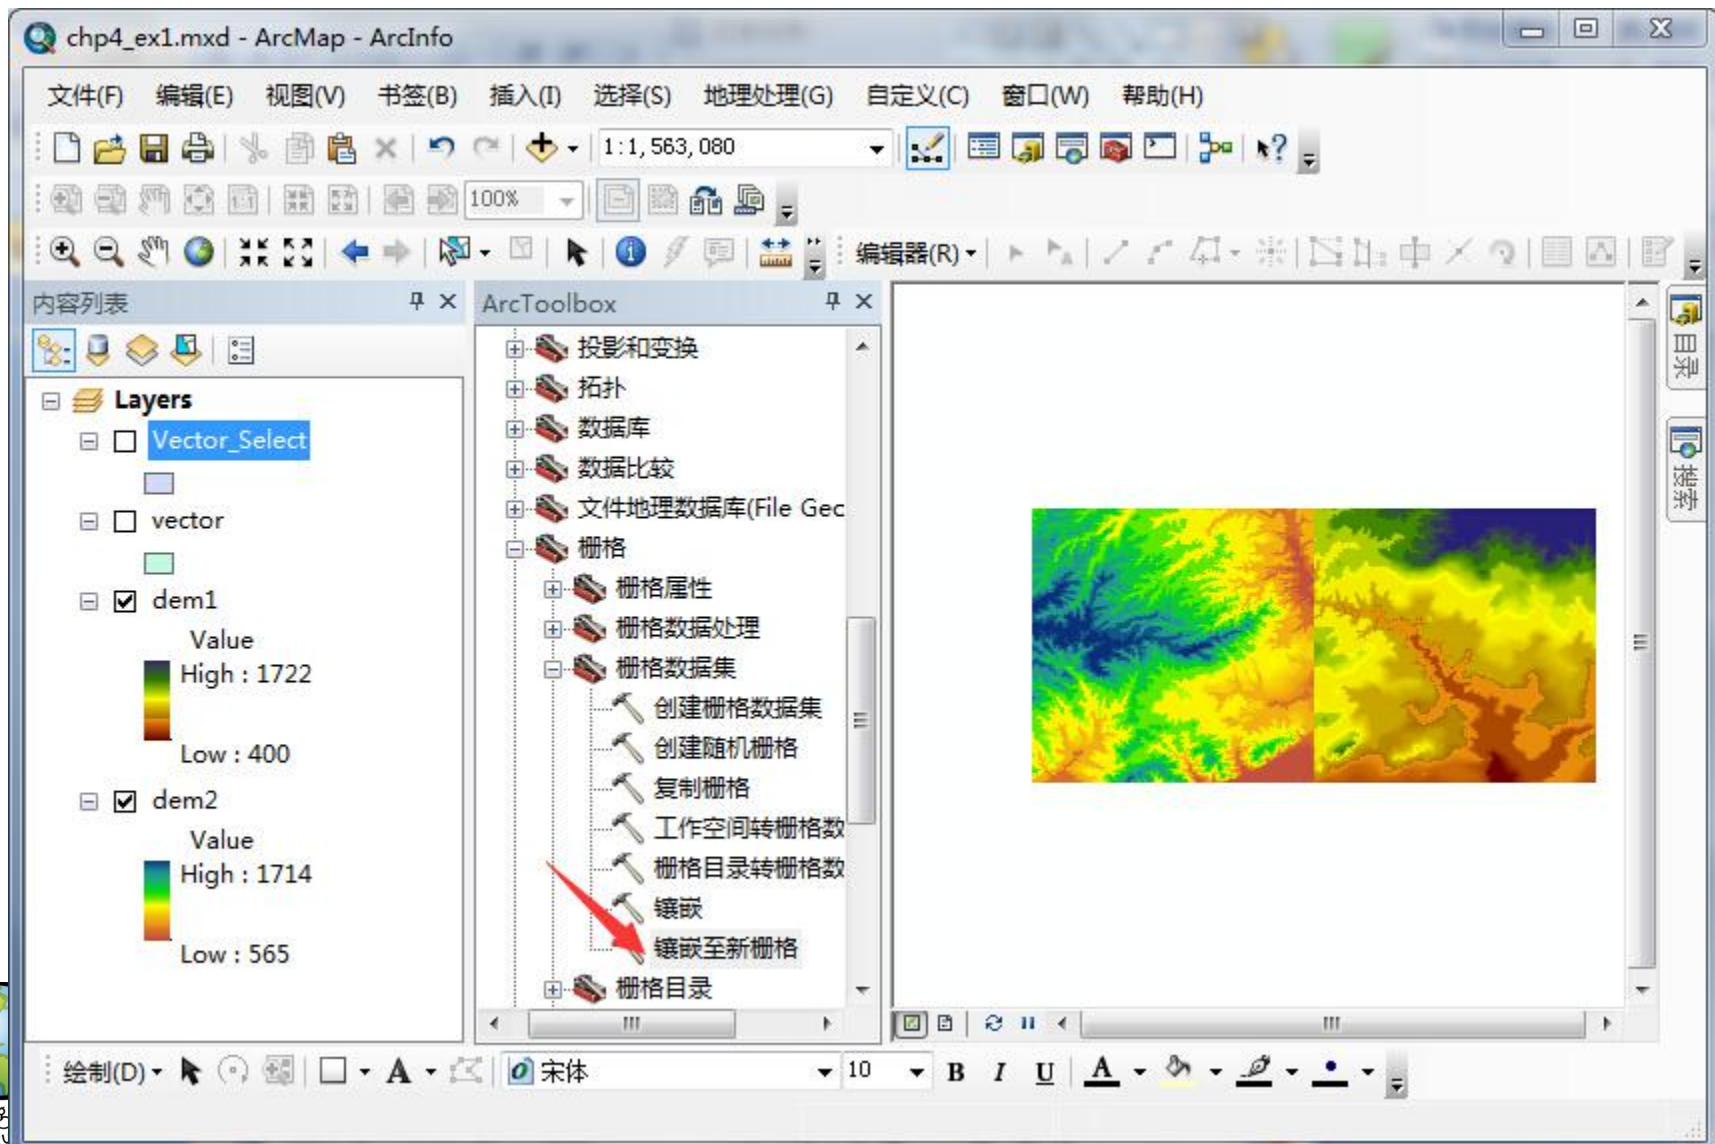 chp4_ex1.mxd - ArcMap - ArcInfo
文件(F) 编辑(E) 视图(V) 书签(B) 插入(I) 选择(S) 地理处理(G) 自定义(C) 窗口(W) 帮助(H)
1:1,563,080
100%
编辑器(R)
内容列表
Layers
Vector_Select
vector
dem1
Value
High : 1722
Low : 400
dem2
Value
High : 1714
Low : 565
ArcToolbox
投影和变换
拓扑
数据库
数据比较
文件地理数据库(File Gec
栅格
栅格属性
栅格数据处理
栅格数据集
创建栅格数据集
创建随机栅格
复制栅格
工作空间转栅格数
栅格目录转栅格数
镶嵌
镶嵌至新栅格
栅格目录
目录
搜索
绘制(D) A 宋体 10 B I U A